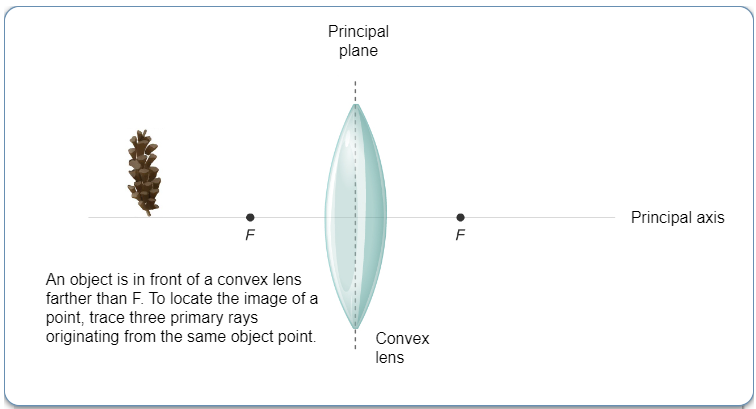 Principal
plane
Principal axis
F
F
An object is in front of a convex lens
farther than F. To locate the image of a
point, trace three primary rays
originating from the same object point.
Convex
lens